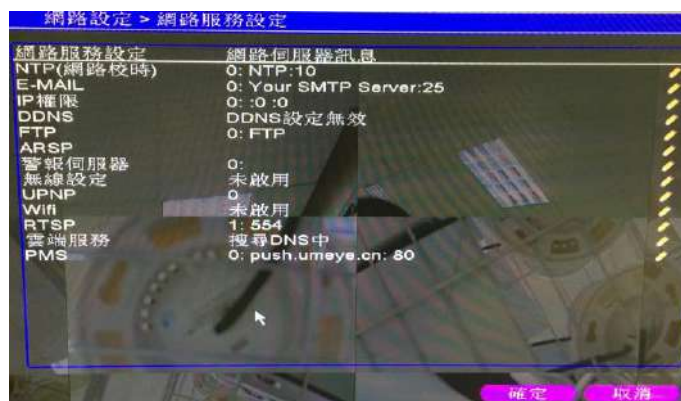 網路設定 > 網路服務設定
網路服務設定 網路伺服器訊息
NTP(網路校時) 0: NTP:10
E-MAIL 0: Your SMTP Server:25
IP權限 0: :0 :0
DDNS DDNS設定無效
FTP 0: FTP
ARSP
警報伺服器 0:
無線設定 未啟用
UPNP 0
Wifi 未啟用
RTSP 1: 554
雲端服務 搜尋DNS中
PMS 0: push.umeye.cn: 80
確定 取消